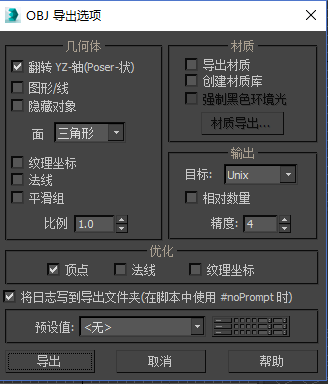 OBJ 导出选项
几何体
翻转 YZ-轴(Poser-状)
图形/线
隐藏对象
面 三角形
纹理坐标
法线
平滑组
比例 1.0
材质
导出材质
创建材质库
强制黑色环境光
材质导出...
输出
目标: Unix
相对数量
精度: 4
优化
顶点 法线 纹理坐标
将日志写到导出文件夹(在脚本中使用 #noPrompt 时)
预设值: <无>
导出 取消 帮助